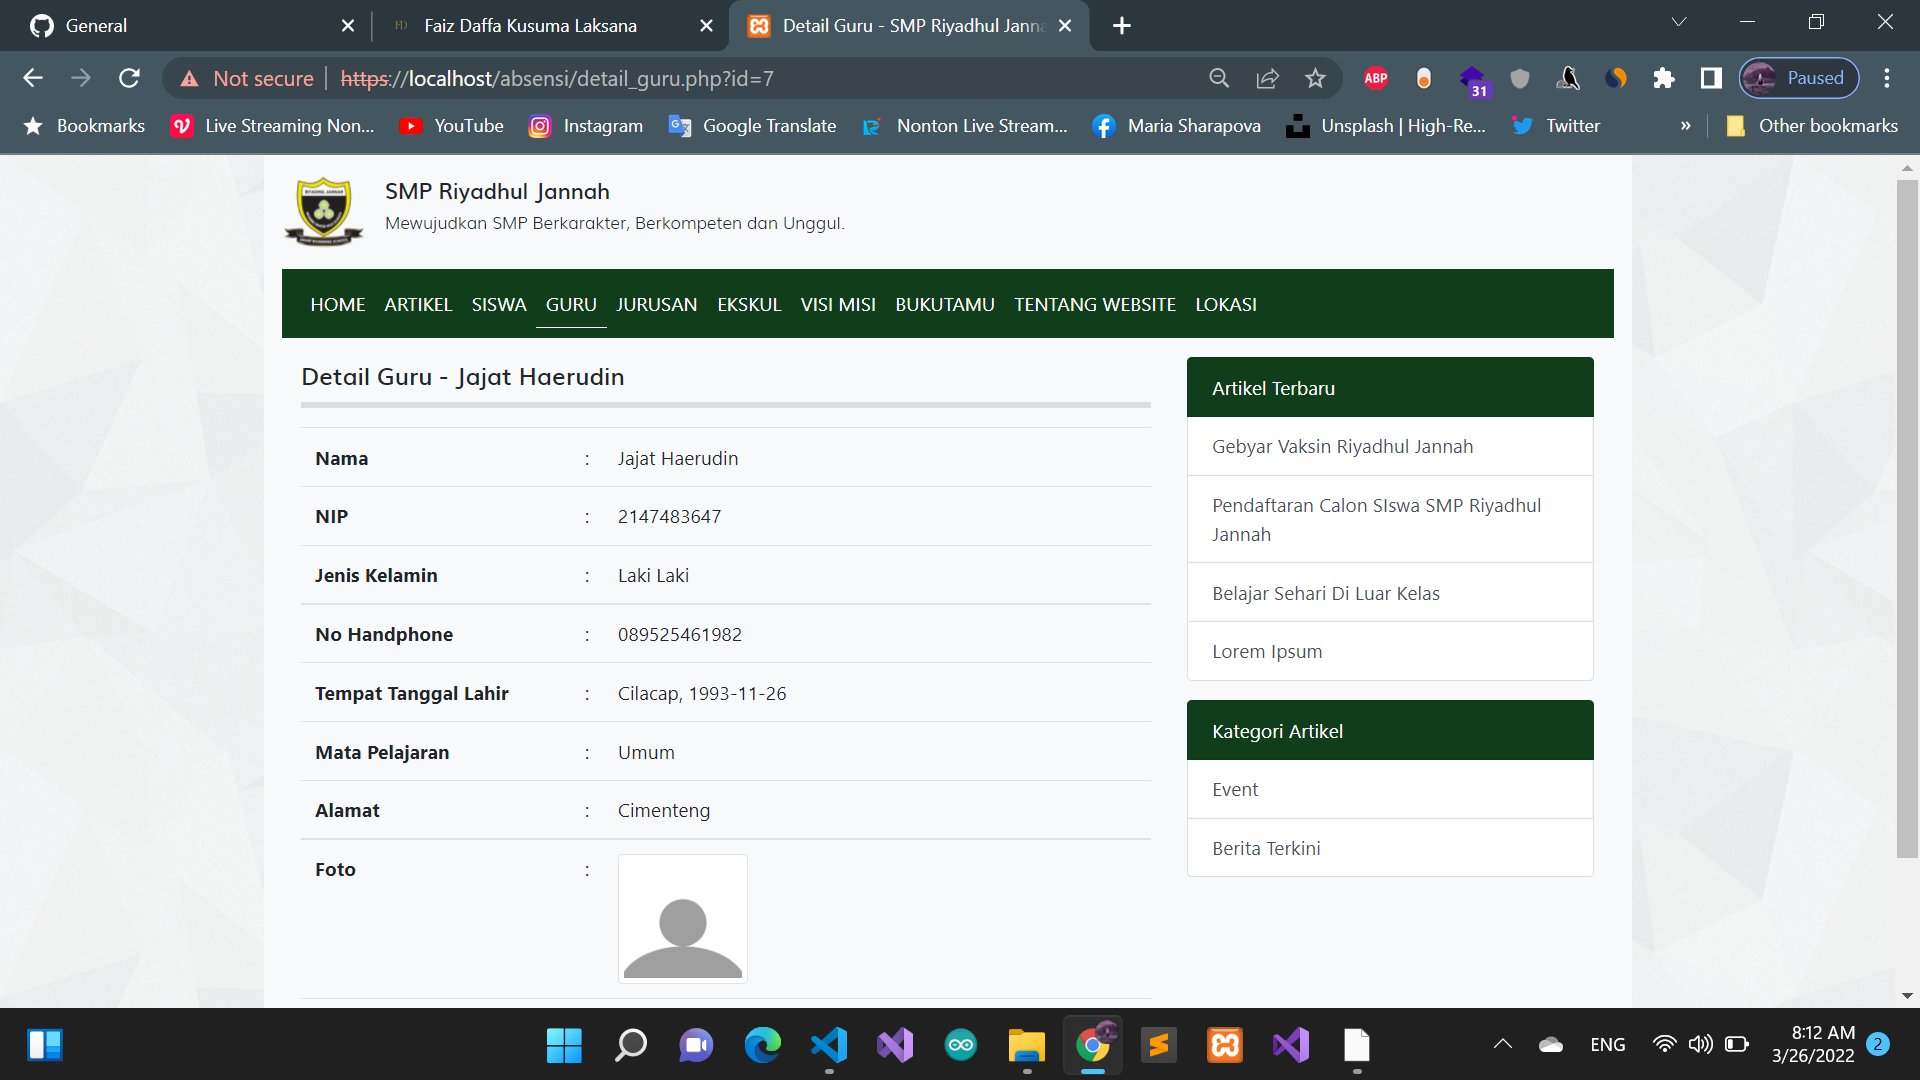 General
Faiz Daffa Kusuma Laksana
Detail Guru - SMP Riyadhul Janna
Not secure
https://localhost/absensi/detail_guru.php?id=7
ABP
31
Paused
Bookmarks
Live Streaming Non...
YouTube
Instagram
Google Translate
Nonton Live Stream...
Maria Sharapova
Unsplash | High-Re...
Twitter
»
Other bookmarks
RIYADHUL JANNAH
SMP Riyadhul Jannah
Mewujudkan SMP Berkarakter, Berkompeten dan Unggul.
HOME ARTIKEL SISWA GURU JURUSAN EKSKUL VISI MISI BUKUTAMU TENTANG WEBSITE LOKASI
Detail Guru - Jajat Haerudin
Nama : Jajat Haerudin
NIP : 2147483647
Jenis Kelamin : Laki Laki
No Handphone : 089525461982
Tempat Tanggal Lahir : Cilacap, 1993-11-26
Mata Pelajaran : Umum
Alamat : Cimenteng
Foto :
Artikel Terbaru
Gebyar Vaksin Riyadhul Jannah
Pendaftaran Calon SIswa SMP Riyadhul
Jannah
Belajar Sehari Di Luar Kelas
Lorem Ipsum
Kategori Artikel
Event
Berita Terkini
ENG
8:12 AM
3/26/2022
2